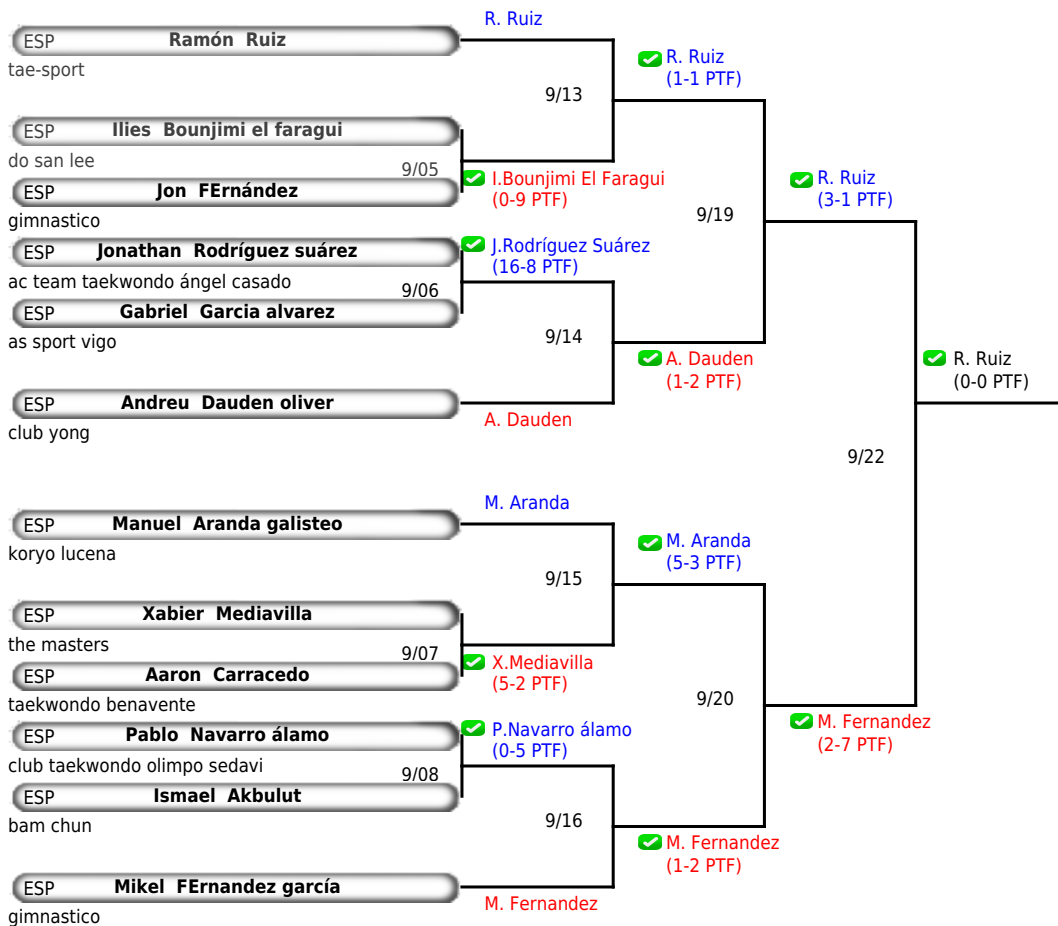 R. Ruiz
ESP Ramón Ruiz
tae-sport
R. Ruiz
(1-1 PTF)
9/13
ESP Ilies Bounjimi el faragui
do san lee
9/05
ESP Jon FErnández
I.Bounjimi El Faragui
(0-9 PTF)
gimnastico
R. Ruiz
(3-1 PTF)
9/19
ESP Jonathan Rodríguez suárez
J.Rodríguez Suárez
(16-8 PTF)
ac team taekwondo ángel casado
9/06
ESP Gabriel Garcia alvarez
as sport vigo
9/14
A. Dauden
(1-2 PTF)
R. Ruiz
(0-0 PTF)
ESP Andreu Dauden oliver
A. Dauden
club yong
9/22
M. Aranda
ESP Manuel Aranda galisteo
koryo lucena
M. Aranda
(5-3 PTF)
9/15
ESP Xabier Mediavilla
the masters
9/07
ESP Aaron Carracedo
X.Mediavilla
(5-2 PTF)
taekwondo benavente
9/20
M. Fernandez
(2-7 PTF)
ESP Pablo Navarro álamo
P.Navarro álamo
(0-5 PTF)
club taekwondo olimpo sedavi
9/08
ESP Ismael Akbulut
bam chun
9/16
M. Fernandez
(1-2 PTF)
ESP Mikel FErnandez garcía
M. Fernandez
gimnastico